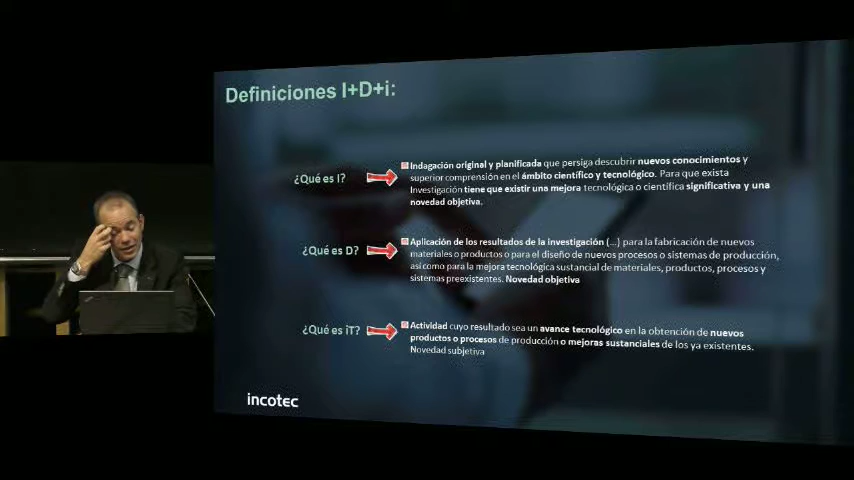 Definiciones I+D+i:
¿Qué es I?
Indagación original y planificada que persiga descubrir nuevos conocimientos y
superior comprensión en el ámbito científico y tecnológico. Para que exista
Investigación tiene que existir una mejora tecnológica o científica significativa y una
novedad objetiva.
¿Qué es D?
Aplicación de los resultados de la investigación (...) para la fabricación de nuevos
materiales o productos o para el diseño de nuevos procesos o sistemas de producción,
así como para la mejora tecnológica sustancial de materiales, productos, procesos y
sistemas preexistentes. Novedad objetiva
¿Qué es iT?
Actividad cuyo resultado sea un avance tecnológico en la obtención de nuevos
productos o procesos de producción o mejoras sustanciales de los ya existentes.
Novedad subjetiva
incotec